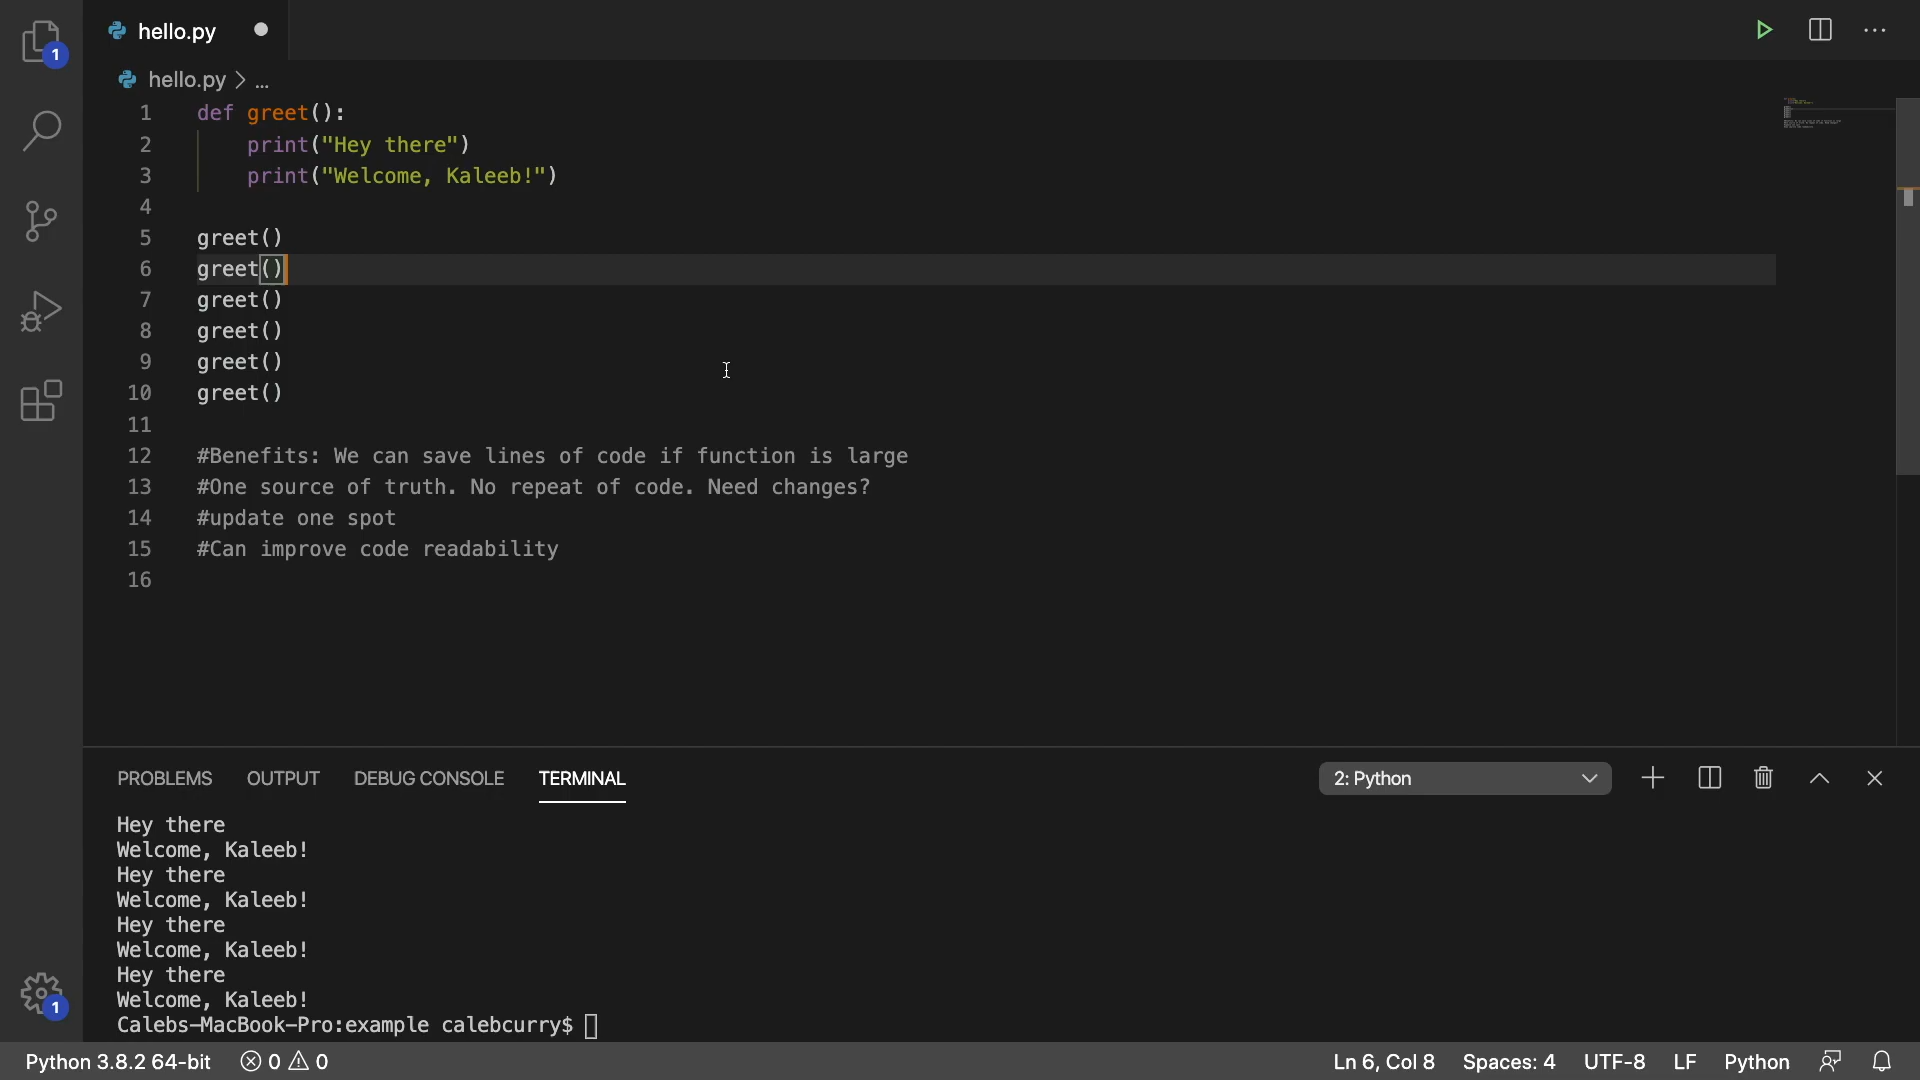 hello.py
1
hello.py > ...
1 def greet():
2 print("Hey there")
3 print("Welcome, Kaleeb!")
4
5 greet()
6 greet()
7 greet()
8 greet()
9 greet()
10 greet()
11
12 #Benefits: We can save lines of code if function is large
13 #One source of truth. No repeat of code. Need changes?
14 #update one spot
15 #Can improve code readability
16
PROBLEMS OUTPUT DEBUG CONSOLE TERMINAL 2: Python
Hey there
Welcome, Kaleeb!
Hey there
Welcome, Kaleeb!
Hey there
Welcome, Kaleeb!
Hey there
Welcome, Kaleeb!
1
Calebs-MacBook-Pro:example calebcurry$
Python 3.8.2 64-bit 0 0 Ln 6, Col 8 Spaces: 4 UTF-8 LF Python